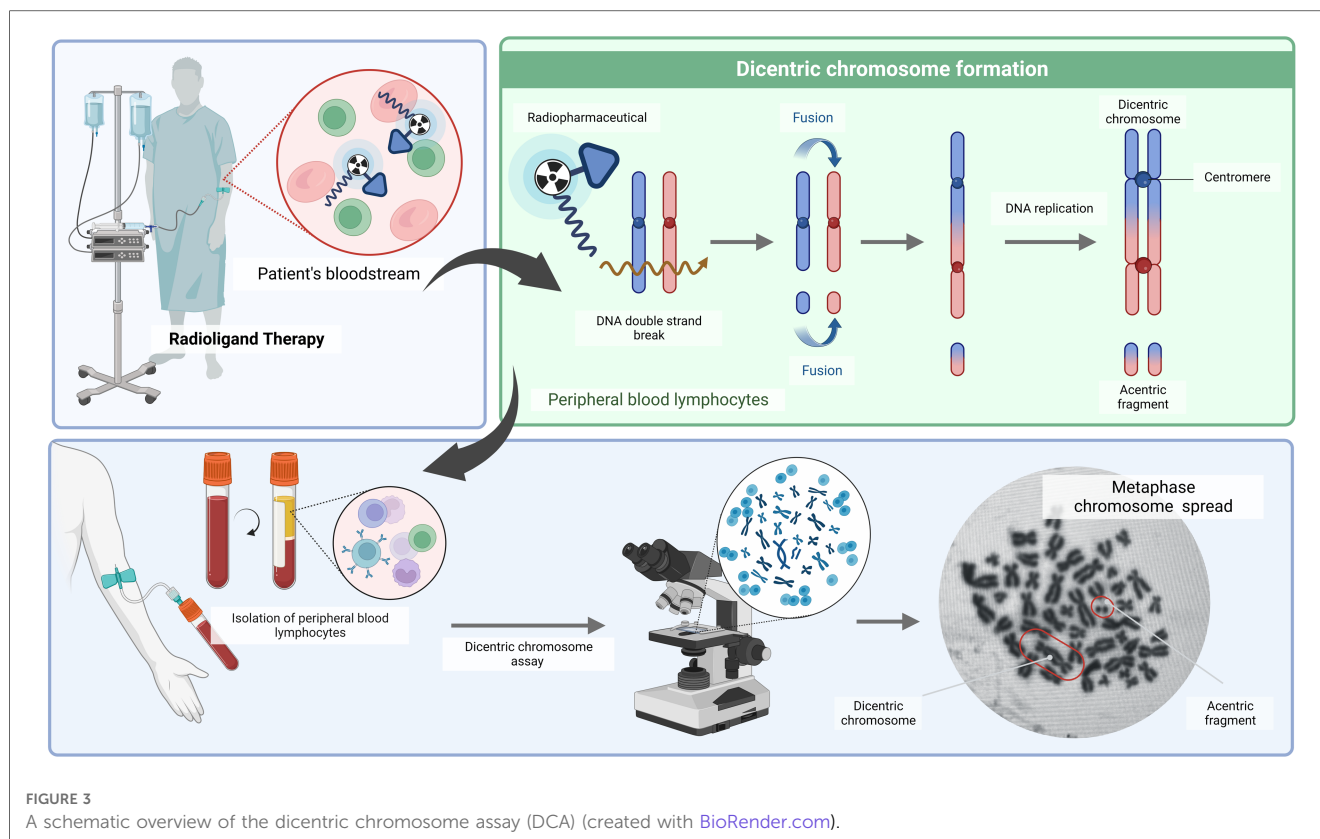 Dicentric chromosome formation
Radiopharmaceutical
Fusion
Dicentric
chromosome
Centromere
DNA replication
Patient's bloodstream
DNA double strand
break
Radioligand Therapy
Fusion
Peripheral blood lymphocytes
Acentric
fragment
Metaphase
chromosome spread
Isolation of peripheral blood
lymphocytes
Dicentric chromosome
assay
Dicentric
chromosome
Acentric
fragment
FIGURE 3
A schematic overview of the dicentric chromosome assay (DCA) (created with BioRender.com).